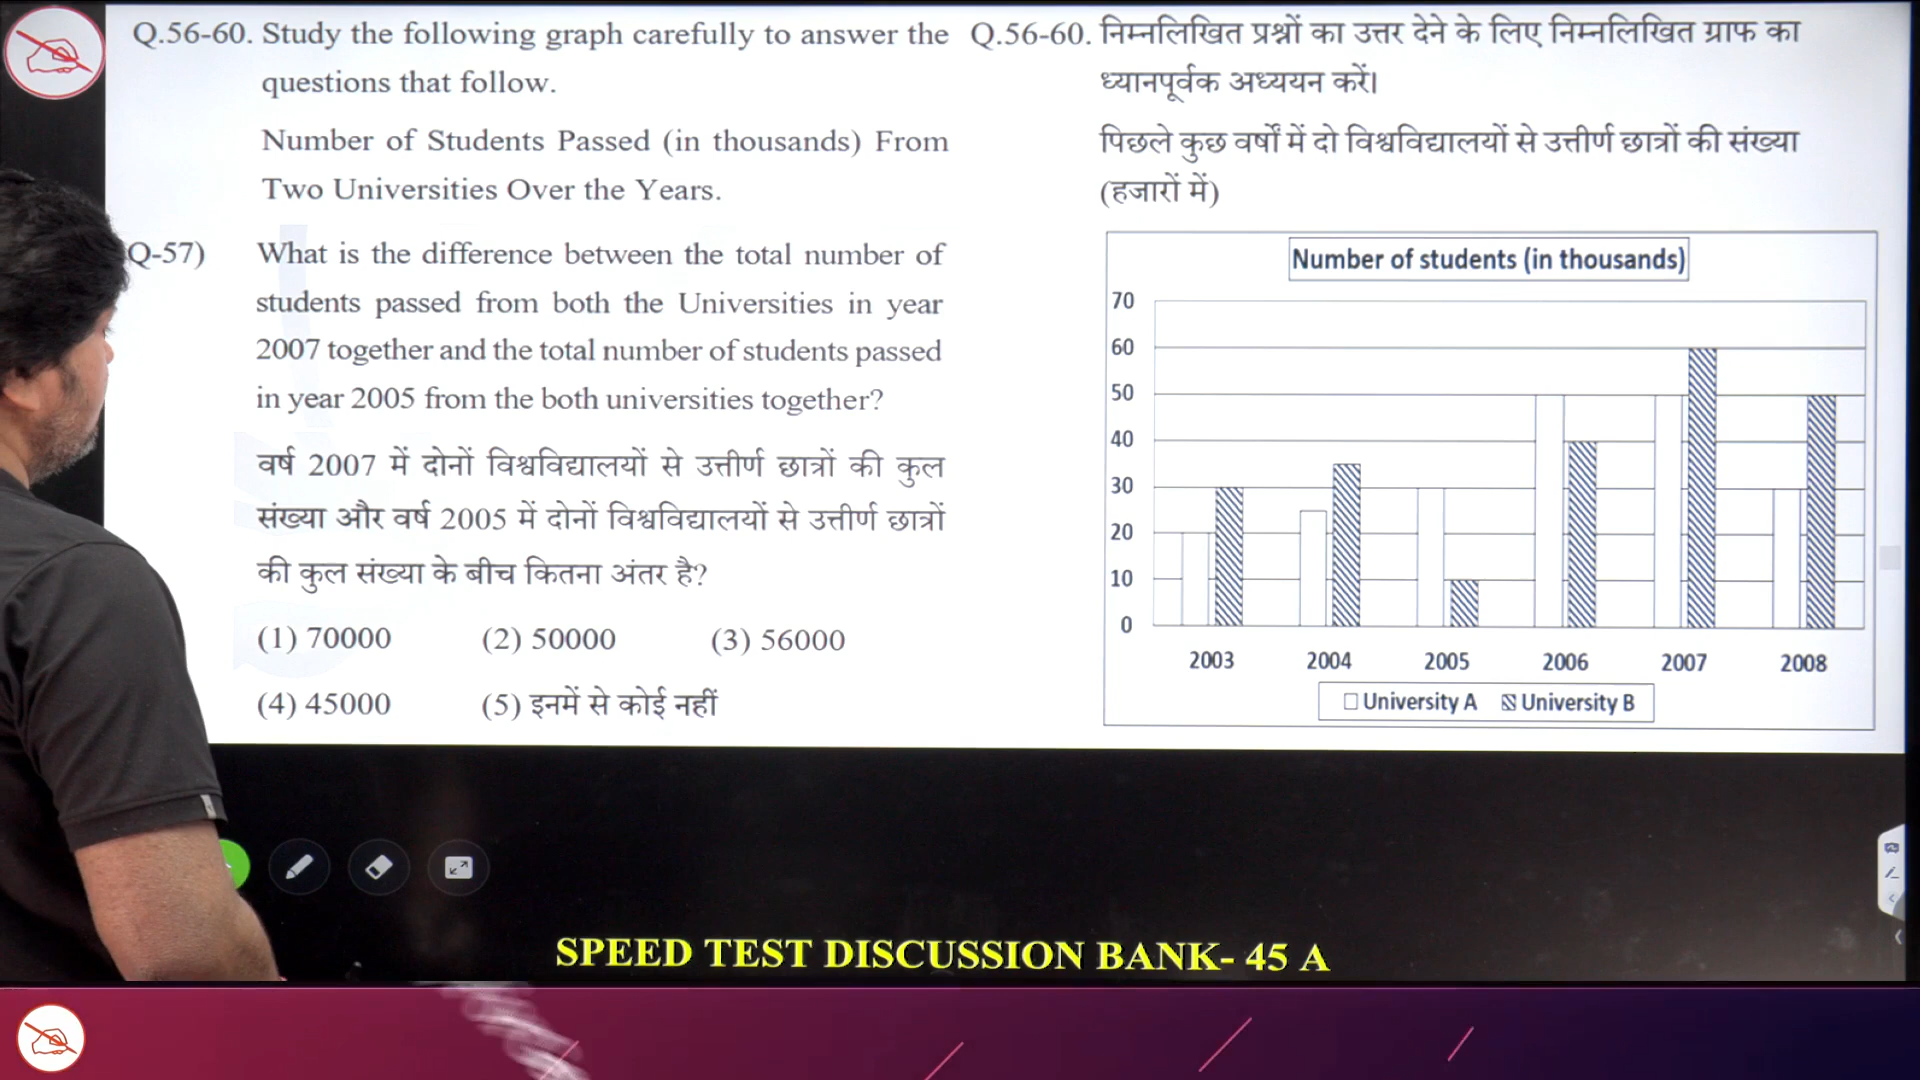 Q.56-60. Study the following graph carefully to answer the
questions that follow.
Number of Students Passed (in thousands) From
Two Universities Over the Years.
Q-57) What is the difference between the total number of
students passed from both the Universities in year
2007 together and the total number of students passed
in year 2005 from the both universities together?
वर्ष 2007 में दोनों विश्वविद्यालयों से उत्तीर्ण छात्रों की कुल
संख्या और वर्ष 2005 में दोनों विश्वविद्यालयों से उत्तीर्ण छात्रों
की कुल संख्या के बीच कितना अंतर है?
(1) 70000 (2) 50000 (3) 56000
(4) 45000 (5) इनमें से कोई नहीं
Q.56-60. निम्नलिखित प्रश्नों का उत्तर देने के लिए निम्नलिखित ग्राफ का
ध्यानपूर्वक अध्ययन करें।
पिछले कुछ वर्षों में दो विश्वविद्यालयों से उत्तीर्ण छात्रों की संख्या
(हजारों में)
Number of students (in thousands)
70
60
50
40
30
20
10
0
2003 2004 2005 2006 2007 2008
University A University B
SPEED TEST DISCUSSION BANK- 45 A